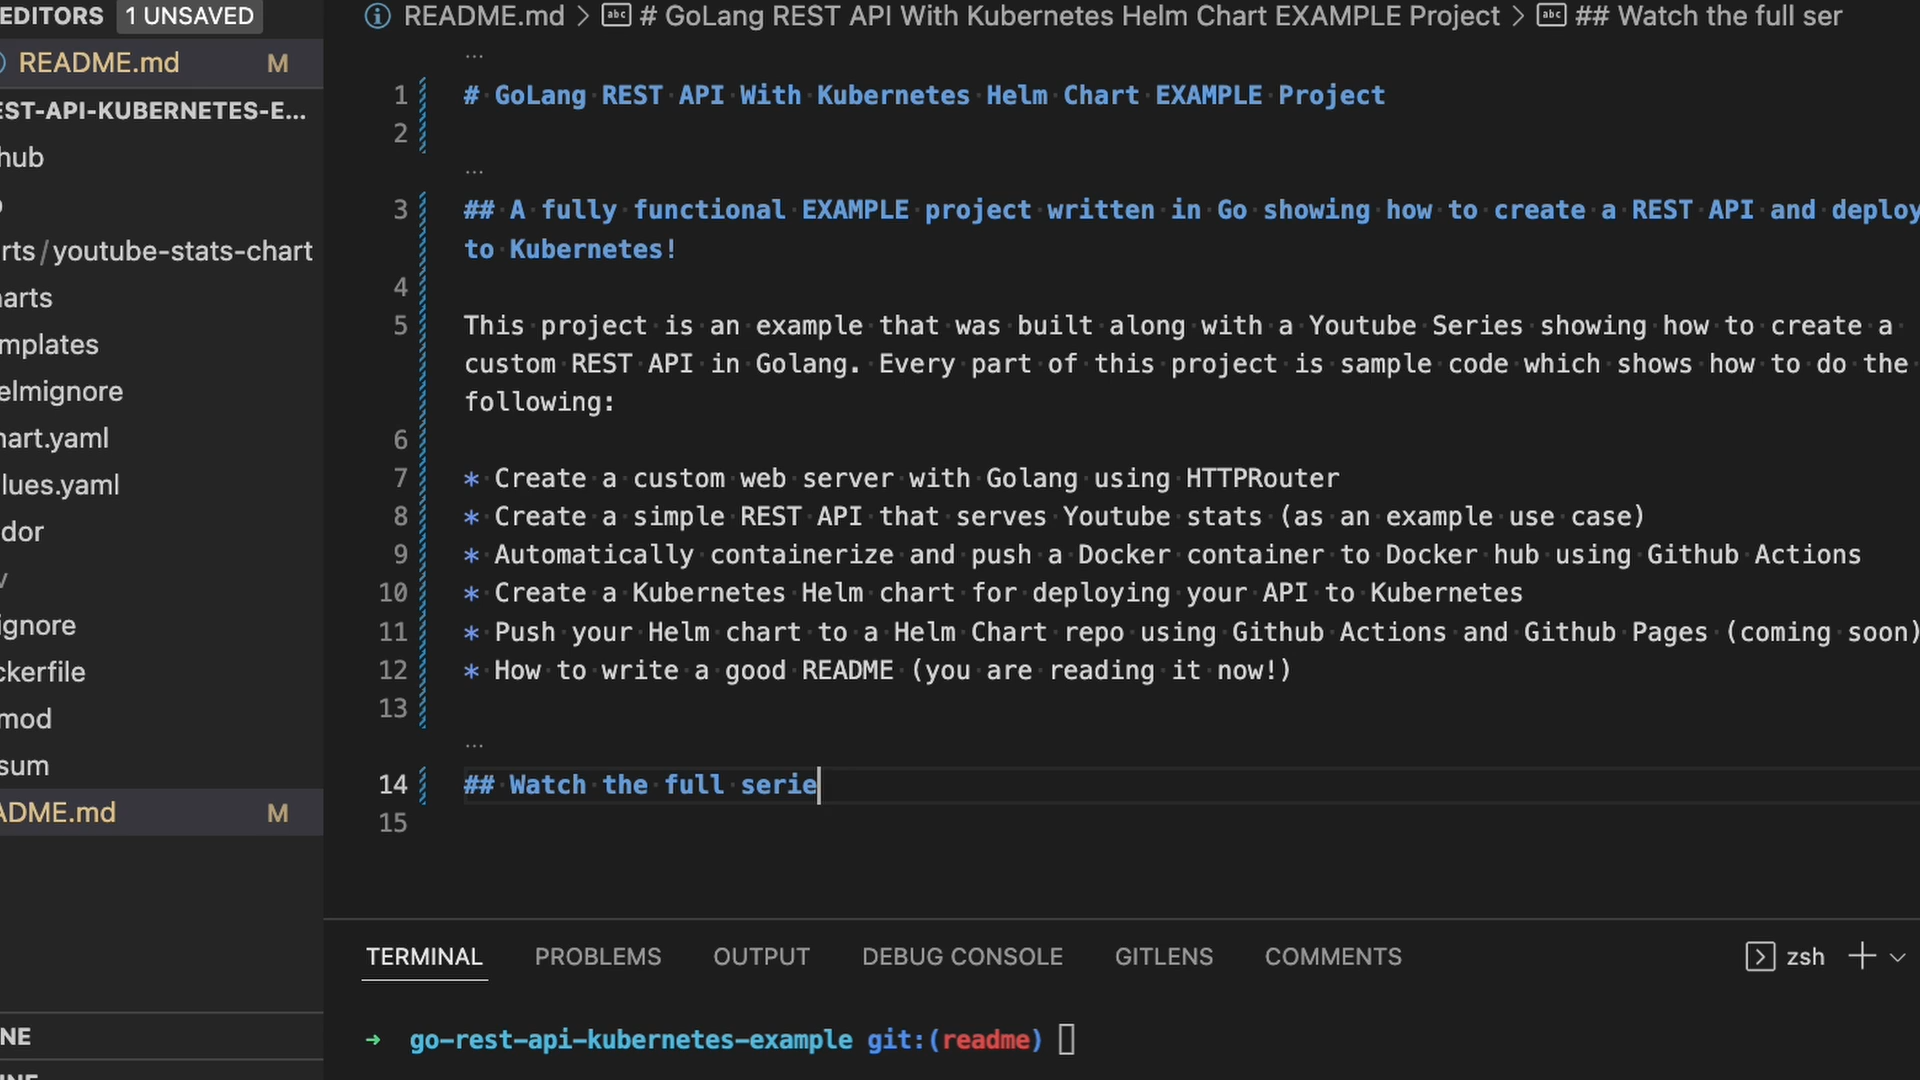 EDITORS 1 UNSAVED
README.md > # GoLang REST API With Kubernetes Helm Chart EXAMPLE Project > ## Watch the full ser
README.md M
EST-API-KUBERNETES-E...
hub
rts/youtube-stats-chart
arts
mplates
elmignore
hart.yaml
lues.yaml
dor
v
ignore
ckerfile
mod
sum
ADME.md M
NE
...
1 # GoLang REST API With Kubernetes Helm Chart EXAMPLE Project
2
...
3 ## A fully functional EXAMPLE project written in Go showing how to create a REST API and deploy
to Kubernetes!
4
5 This project is an example that was built along with a Youtube Series showing how to create a
custom REST API in Golang. Every part of this project is sample code which shows how to do the
following:
6
7 * Create a custom web server with Golang using HTTPRouter
8 * Create a simple REST API that serves Youtube stats (as an example use case)
9 * Automatically containerize and push a Docker container to Docker hub using Github Actions
10 * Create a Kubernetes Helm chart for deploying your API to Kubernetes
11 * Push your Helm chart to a Helm Chart repo using Github Actions and Github Pages (coming soon)
12 * How to write a good README (you are reading it now!)
13
...
14 ## Watch the full serie
15
TERMINAL PROBLEMS OUTPUT DEBUG CONSOLE GITLENS COMMENTS zsh
→ go-rest-api-kubernetes-example git:(readme)